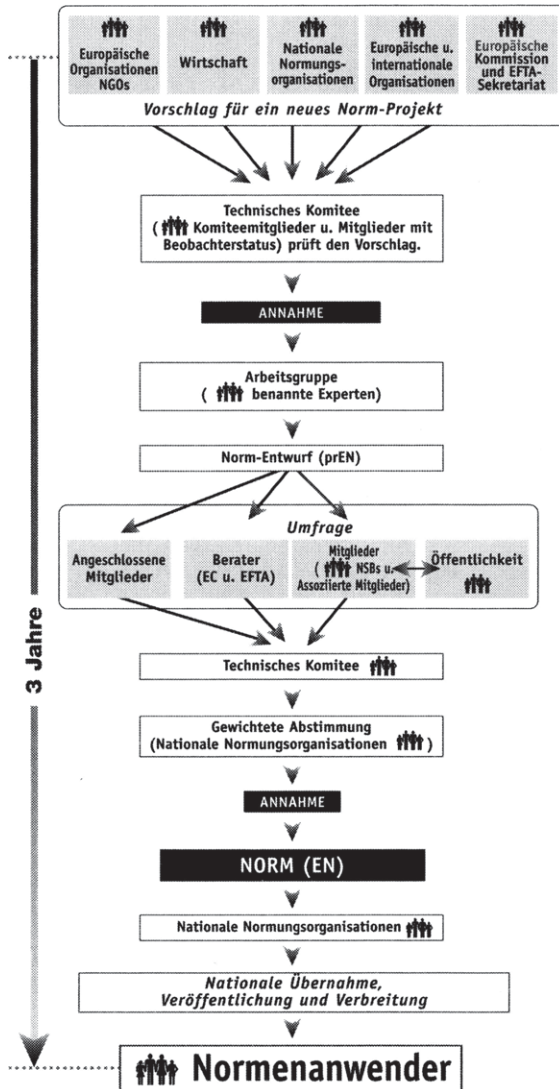 Europäische
Organisationen
NGOs
Wirtschaft
Nationale
Normungs-
organisationen
Europäische u.
internationale
Organisationen
Europäische
Kommission
und EFTA-
Sekretariat
Vorschlag für ein neues Norm-Projekt
Technisches Komitee
( Komiteemitglieder u. Mitglieder mit
Beobachterstatus) prüft den Vorschlag.
ANNAHME
Arbeitsgruppe
( benannte Experten)
Norm-Entwurf (prEN)
Umfrage
Angeschlossene
Mitglieder
Berater
(EC u. EFTA)
Mitglieder
( NSBs u.
Assoziierte Mitglieder)
Öffentlichkeit
Technisches Komitee
Gewichtete Abstimmung
(Nationale Normungsorganisationen )
ANNAHME
NORM (EN)
Nationale Normungsorganisationen
Nationale Übernahme,
Veröffentlichung und Verbreitung
Normenanwender
3 Jahre